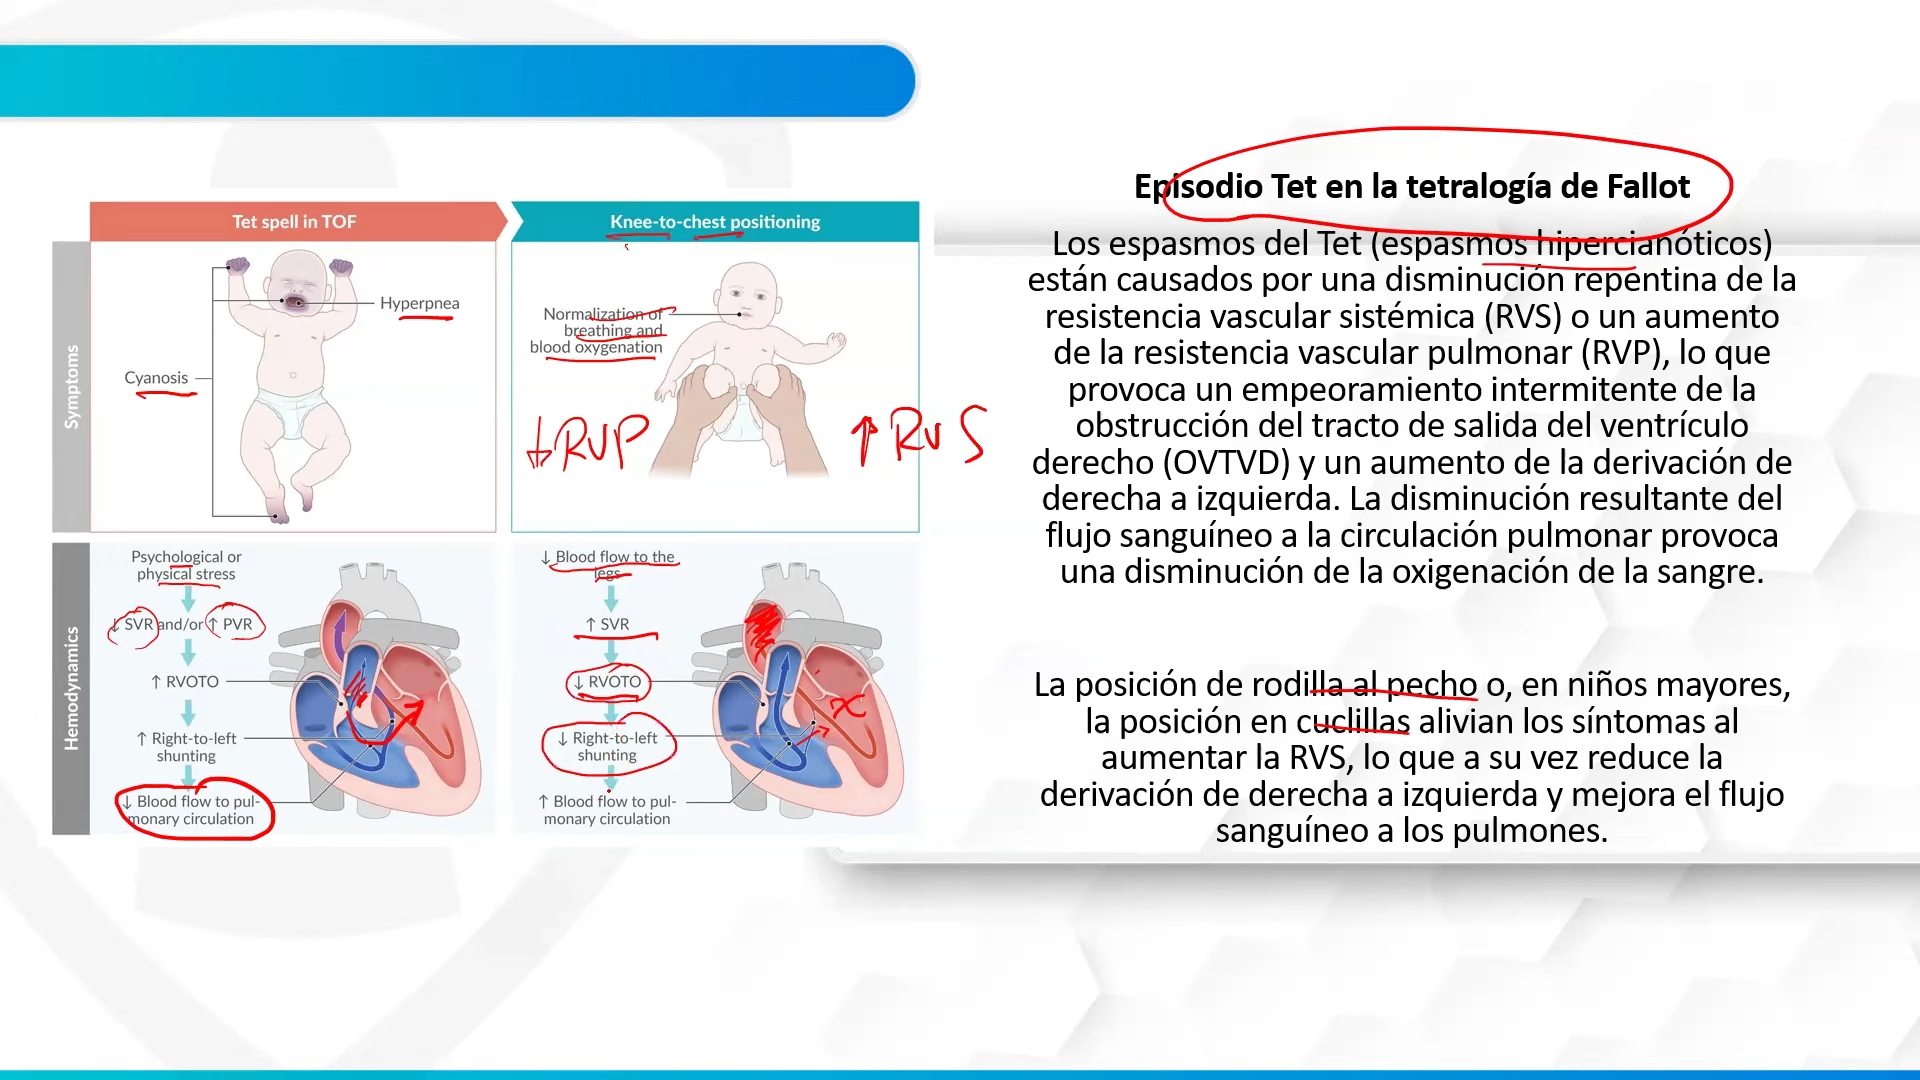 Episodio Tet en la tetralogía de Fallot
Los espasmos del Tet (espasmos hipercianóticos)
están causados por una disminución repentina de la
resistencia vascular sistémica (RVS) o un aumento
de la resistencia vascular pulmonar (RVP), lo que
provoca un empeoramiento intermitente de la
obstrucción del tracto de salida del ventrículo
derecho (OVTVD) y un aumento de la derivación de
derecha a izquierda. La disminución resultante del
flujo sanguíneo a la circulación pulmonar provoca
una disminución de la oxigenación de la sangre.
La posición de rodilla al pecho o, en niños mayores,
la posición en cuclillas alivian los síntomas al
aumentar la RVS, lo que a su vez reduce la
derivación de derecha a izquierda y mejora el flujo
sanguíneo a los pulmones.
Tet spell in TOF
Knee-to-chest positioning
Symptoms
Hyperpnea
Cyanosis
Normalization of
breathing and
blood oxygenation
↓ RVP
↑ RVS
Hemodynamics
Psychological or
physical stress
↓ SVR and/or ↑ PVR
↑ RVOTO
↑ Right-to-left
shunting
↓ Blood flow to pul-
monary circulation
↓ Blood flow to the
legs
↑ SVR
↓ RVOTO
↓ Right-to-left
shunting
↑ Blood flow to pul-
monary circulation